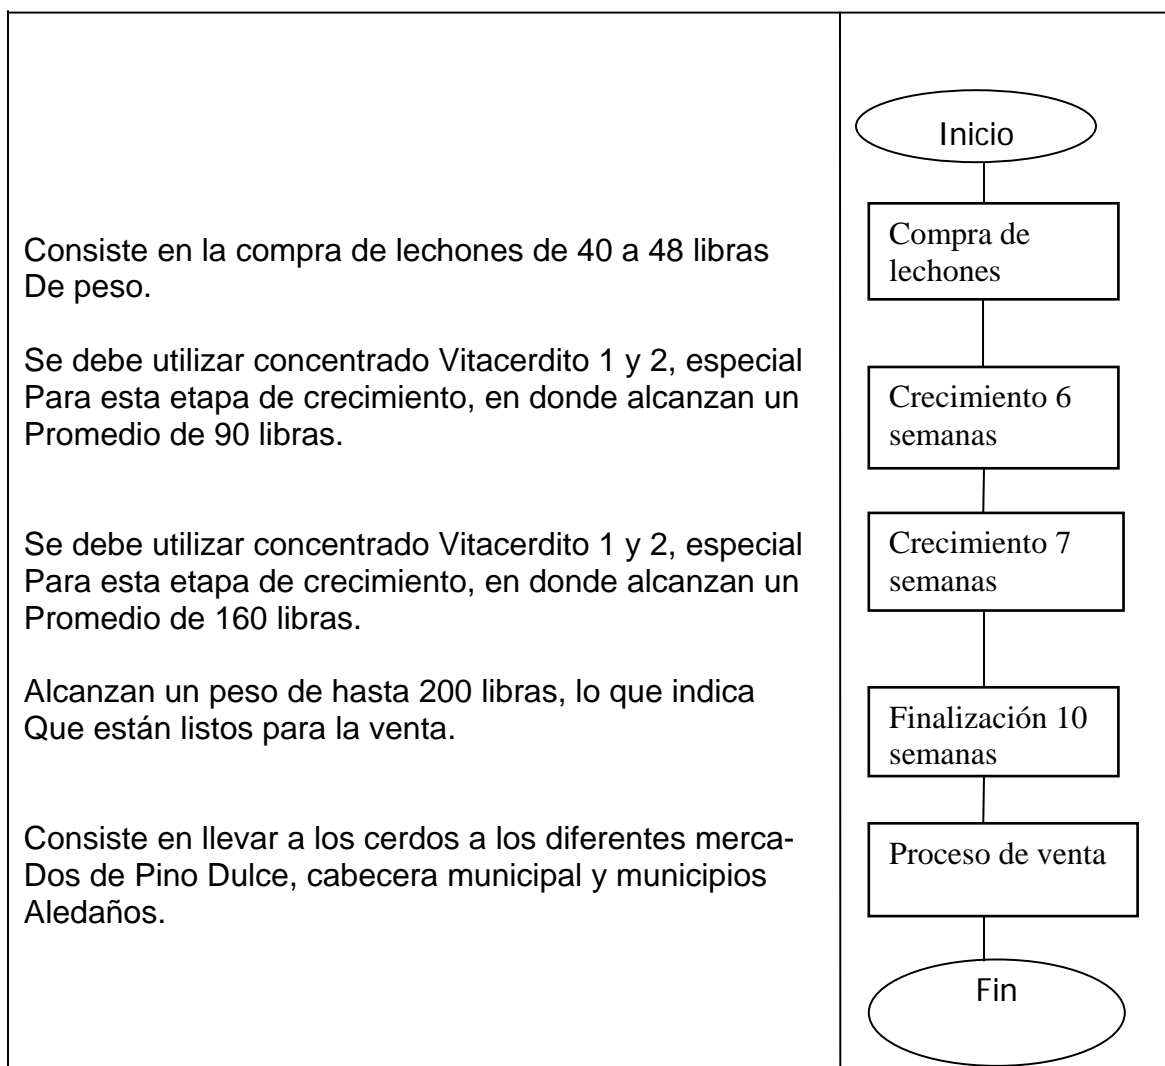 Inicio
Consiste en la compra de lechones de 40 a 48 libras
De peso.
Compra de
lechones
Se debe utilizar concentrado Vitacerdito 1 y 2, especial
Para esta etapa de crecimiento, en donde alcanzan un
Promedio de 90 libras.
Crecimiento 6
semanas
Se debe utilizar concentrado Vitacerdito 1 y 2, especial
Para esta etapa de crecimiento, en donde alcanzan un
Promedio de 160 libras.
Crecimiento 7
semanas
Alcanzan un peso de hasta 200 libras, lo que indica
Que están listos para la venta.
Finalización 10
semanas
Consiste en llevar a los cerdos a los diferentes merca-
Dos de Pino Dulce, cabecera municipal y municipios
Aledaños.
Proceso de venta
Fin